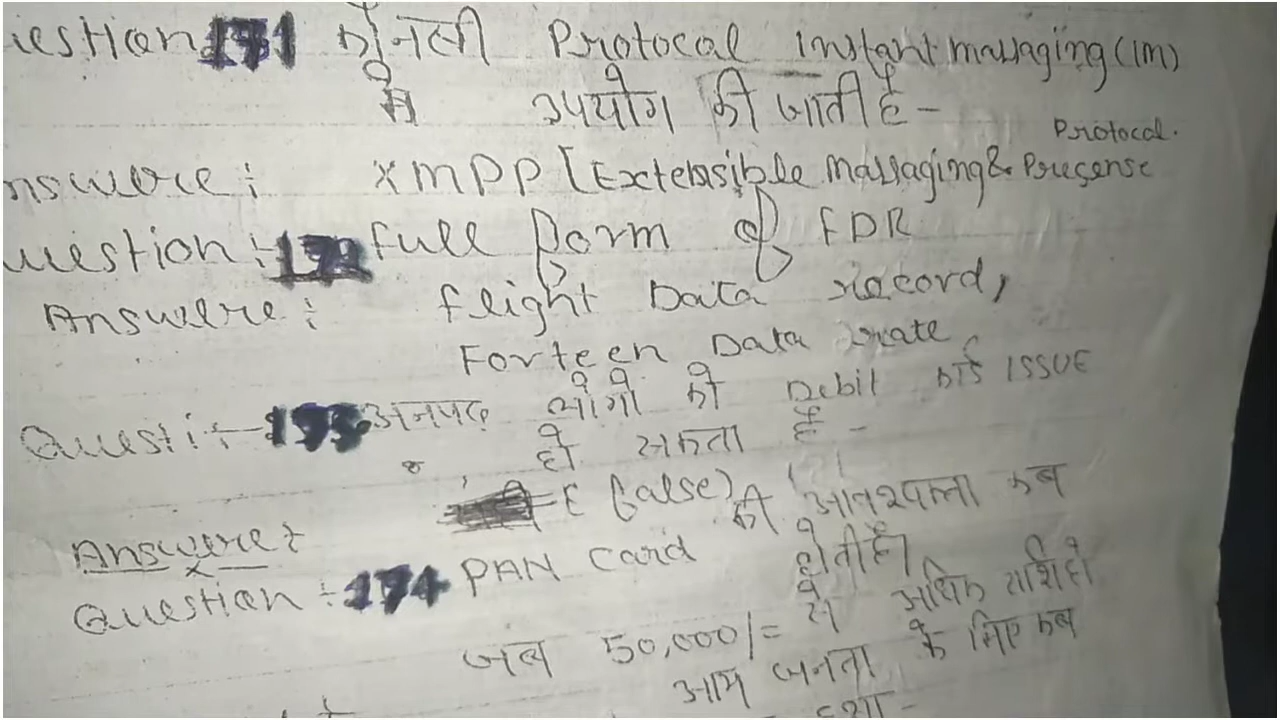 iestion 171 कौनसी Protocal instant massaging (IM)
में उपयोग की जाती है -
Protocal.
nswere : XMPP [Extensible Massaging & Presense
uestion :- 172 full form of FDR
Answere : flight Data record,
Forteen Data rate
Questi :- 173 अनपढ लोगो को Debit कार्ड ISSUE
हो सकता है -
F (false)
Answere :
Question :- 174 PAN Card की आवश्यक्ता कब
होती है।
जब 50,000/= से अधिक राशि हो
आम जनता के लिए कब